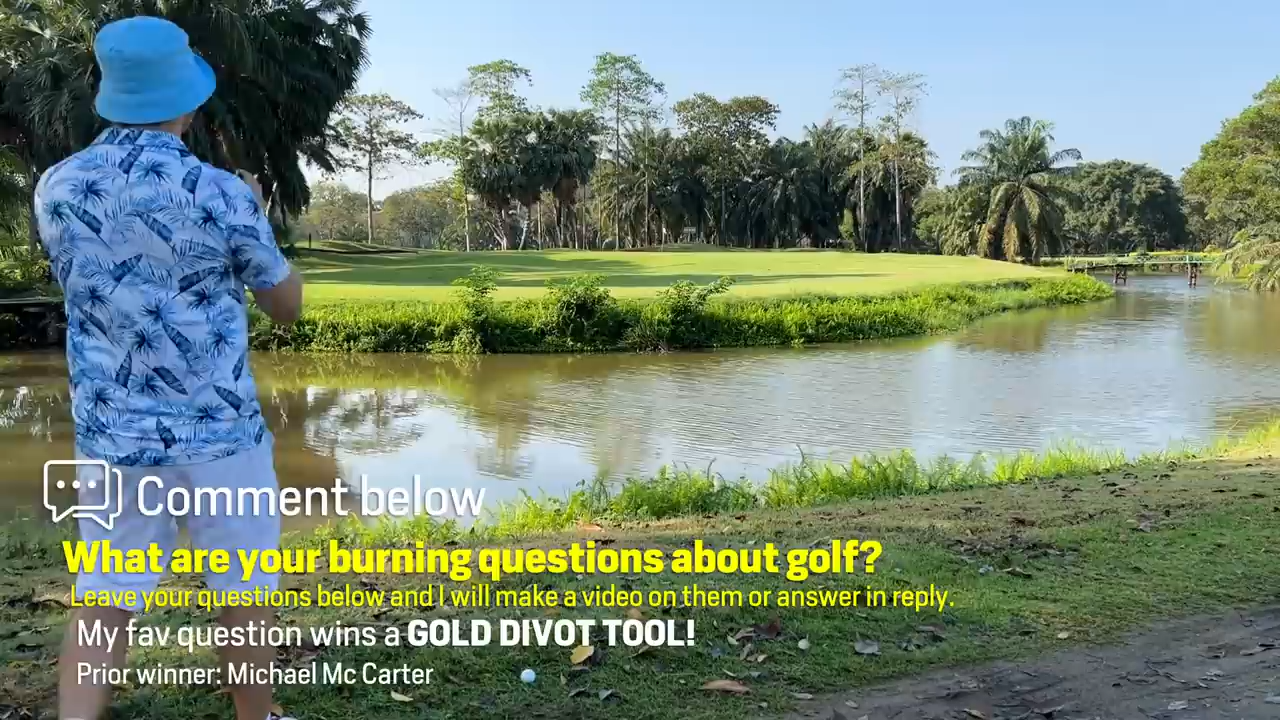 Comment below
What are your burning questions about golf?
Leave your questions below and I will make a video on them or answer in reply.
My fav question wins a GOLD DIVOT TOOL!
Prior winner: Michael Mc Carter